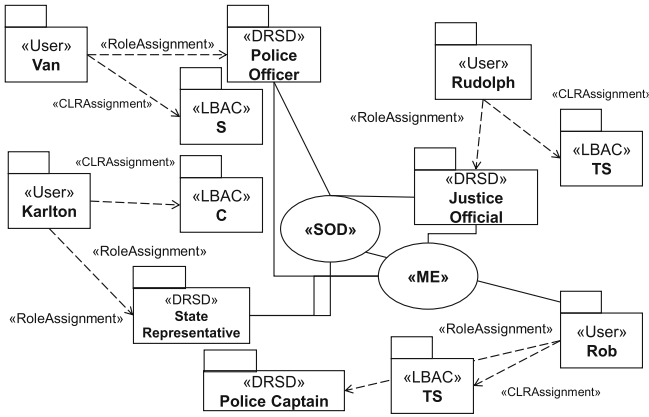 «User»
Van
«RoleAssignment»
«DRSD»
Police
Officer
«CLRAssignment»
«LBAC»
S
«User»
Rudolph
«CLRAssignment»
«RoleAssignment»
«LBAC»
TS
«User»
Karlton
«CLRAssignment»
«LBAC»
C
«DRSD»
Justice
Official
«SOD»
«ME»
«RoleAssignment»
«RoleAssignment»
«DRSD»
State
Representative
«RoleAssignment»
«User»
Rob
«DRSD»
Police Captain
«LBAC»
TS
«CLRAssignment»